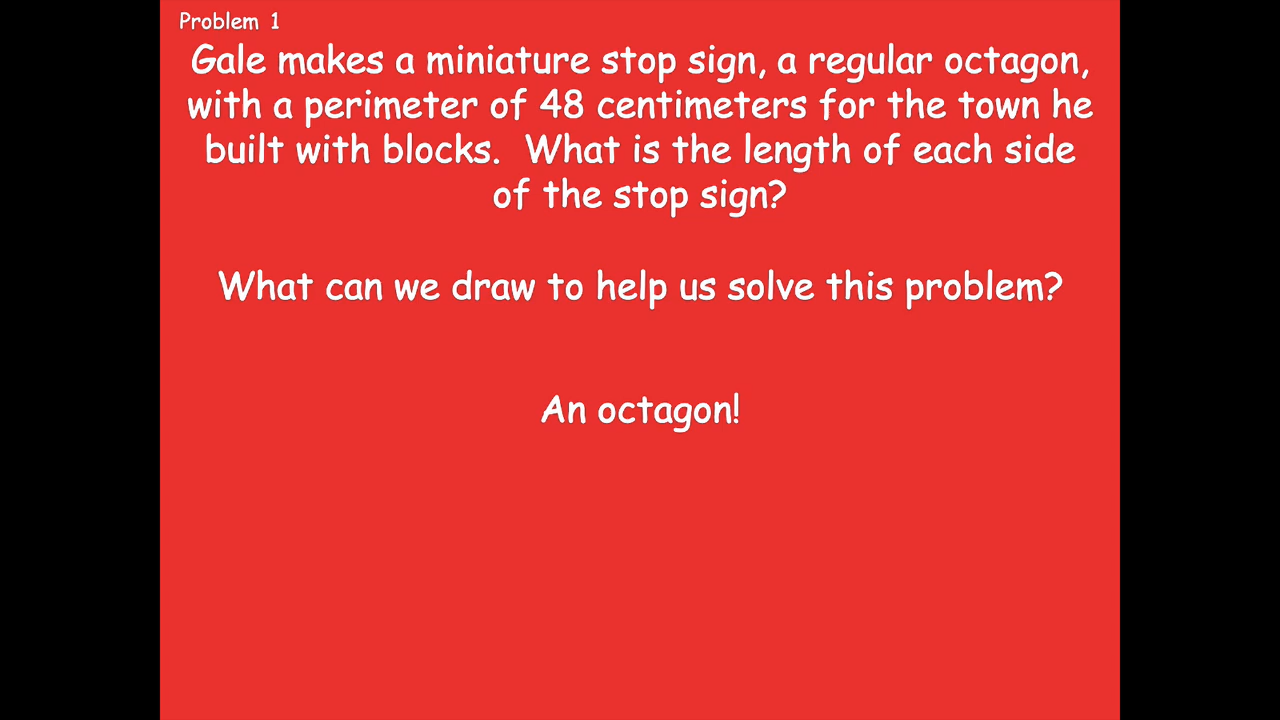 Problem 1
Gale makes a miniature stop sign, a regular octagon,
with a perimeter of 48 centimeters for the town he
built with blocks.  What is the length of each side
of the stop sign?
What can we draw to help us solve this problem?
An octagon!